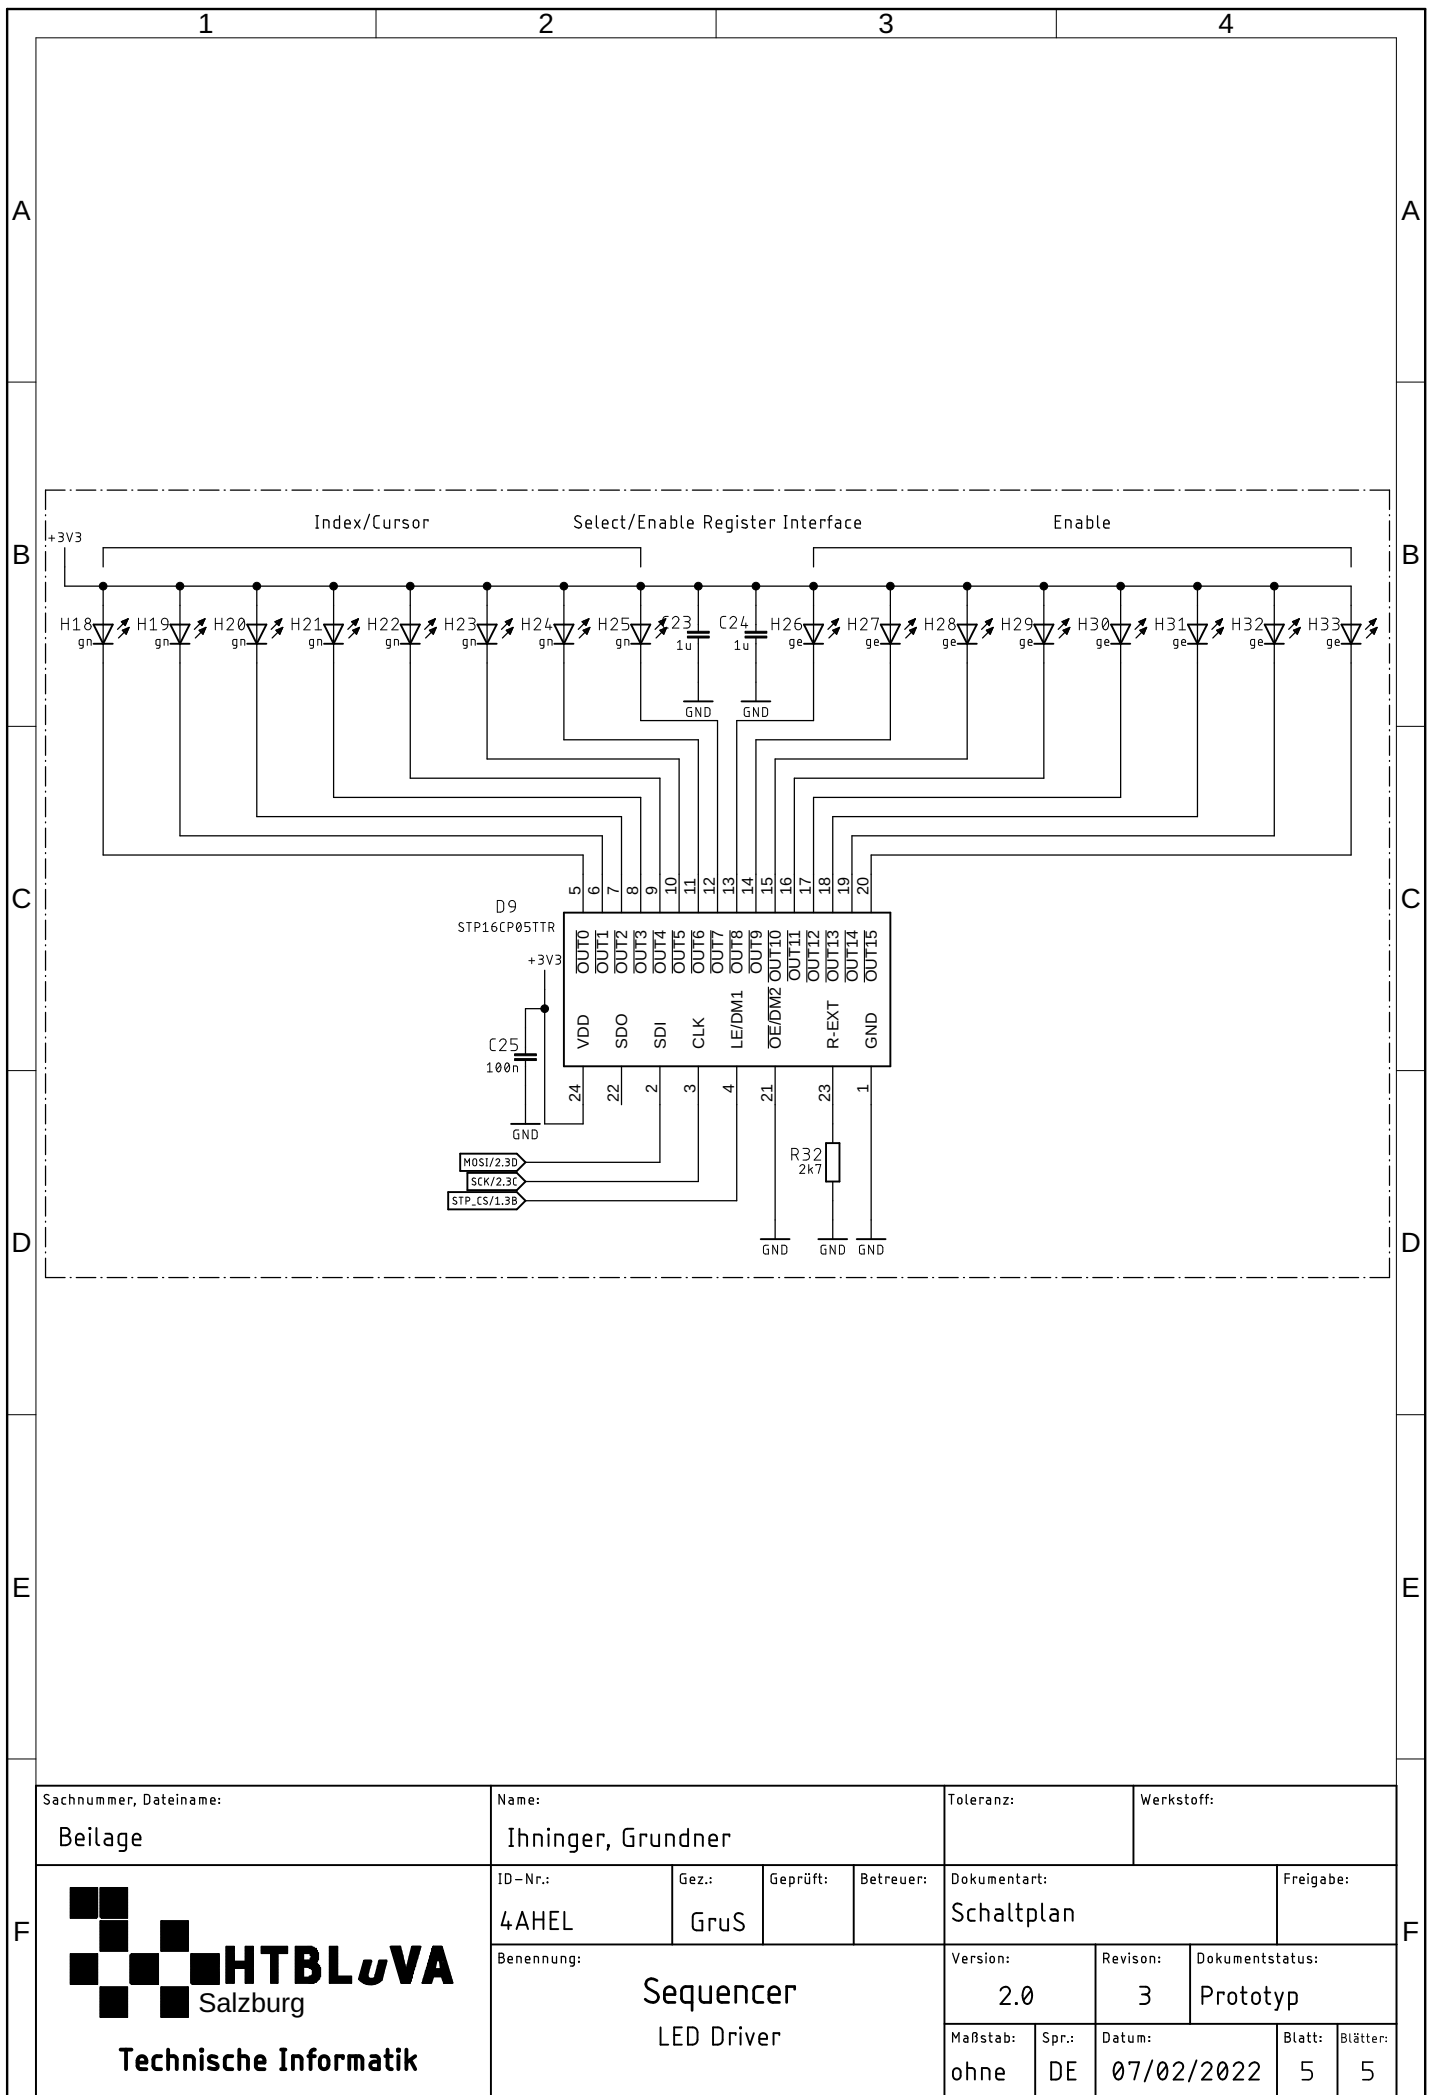 1 2 3 4
A A
Index/Cursor Select/Enable Register Interface Enable
+3V3
B B
H18 H19 H20 H21 H22 H23 H24 H25 C23 C24 H26 H27 H28 H29 H30 H31 H32 H33
gn gn gn gn gn gn gn gn 1u 1u ge ge ge ge ge ge ge ge
GND GND
5 6 7 8 9 10 11 12 13 14 15 16 17 18 19 20
C C
D9
STP16CP05TTR
OUT0 OUT1 OUT2 OUT3 OUT4 OUT5 OUT6 OUT7 OUT8 OUT9 OUT10 OUT11 OUT12 OUT13 OUT14 OUT15
+3V3
VDD SDO SDI CLK LE/DM1 OE/DM2 R-EXT GND
C25
100n
24 22 2 3 4 21 23 1
GND
R32
2k7
MOSI/2.3D
SCK/2.3C
STP_CS/1.3B
D D
GND GND GND
E E
Sachnummer, Dateiname: Name: Toleranz: Werkstoff:
Beilage Ihninger, Grundner
ID-Nr.: Gez.: Geprüft: Betreuer: Dokumentart: Freigabe:
4AHEL GruS Schaltplan
F F
HTBLuVA
Salzburg
Technische Informatik
Benennung: Version: Revison: Dokumentstatus:
Sequencer 2.0 3 Prototyp
LED Driver
Maßstab: Spr.: Datum: Blatt: Blätter:
ohne DE 07/02/2022 5 5